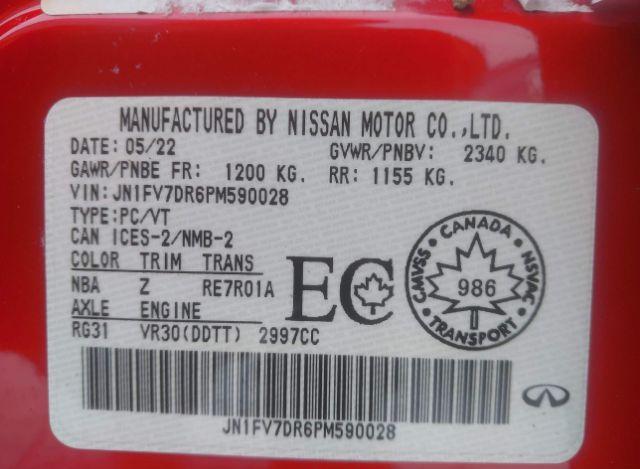 MANUFACTURED BY NISSAN MOTOR CO.,LTD.
DATE: 05/22 GVWR/PNBV: 2340 KG.
GAWR/PNBE FR: 1200 KG. RR: 1155 KG.
VIN: JN1FV7DR6PM590028
TYPE:PC/VT
CAN ICES-2/NMB-2
COLOR TRIM TRANS
NBA Z RE7R01A
AXLE ENGINE
RG31 VR30(DDTT) 2997CC
EC
CANADA
CMVSS
NSVAC
986
TRANSPORT
JN1FV7DR6PM590028